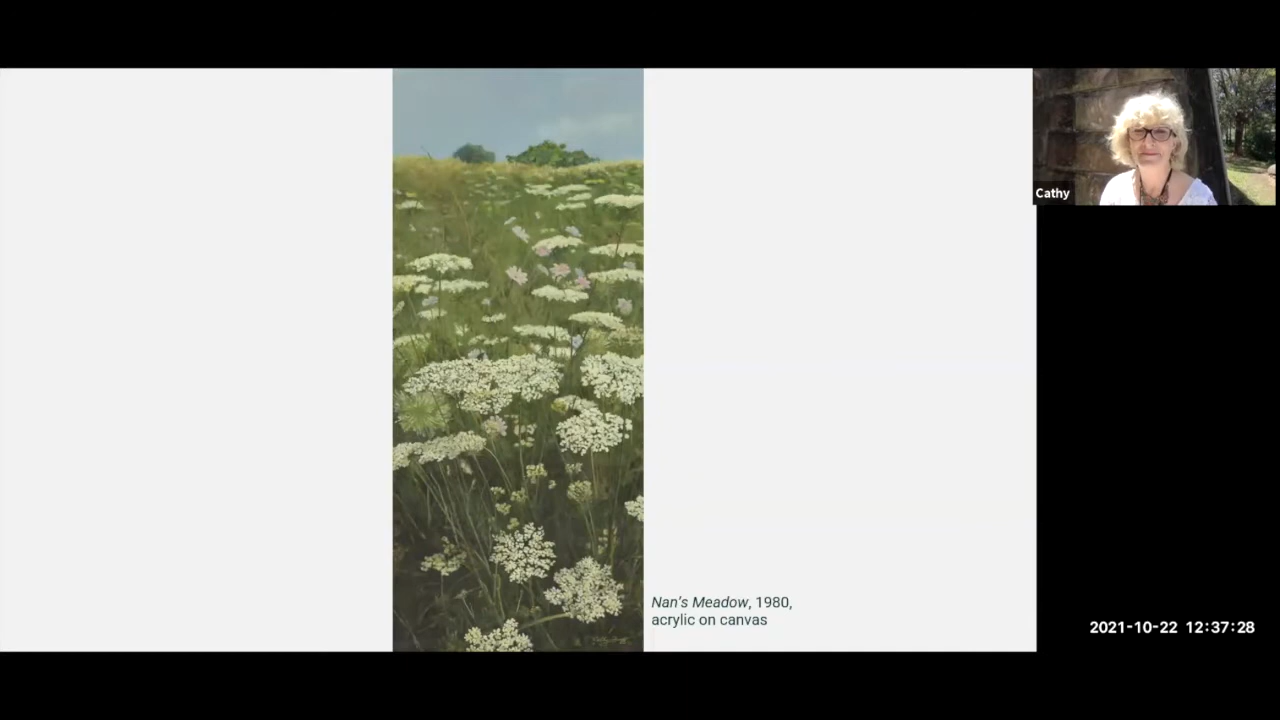 Cathy
Nan's Meadow, 1980,
acrylic on canvas
2021-10-22 12:37:28